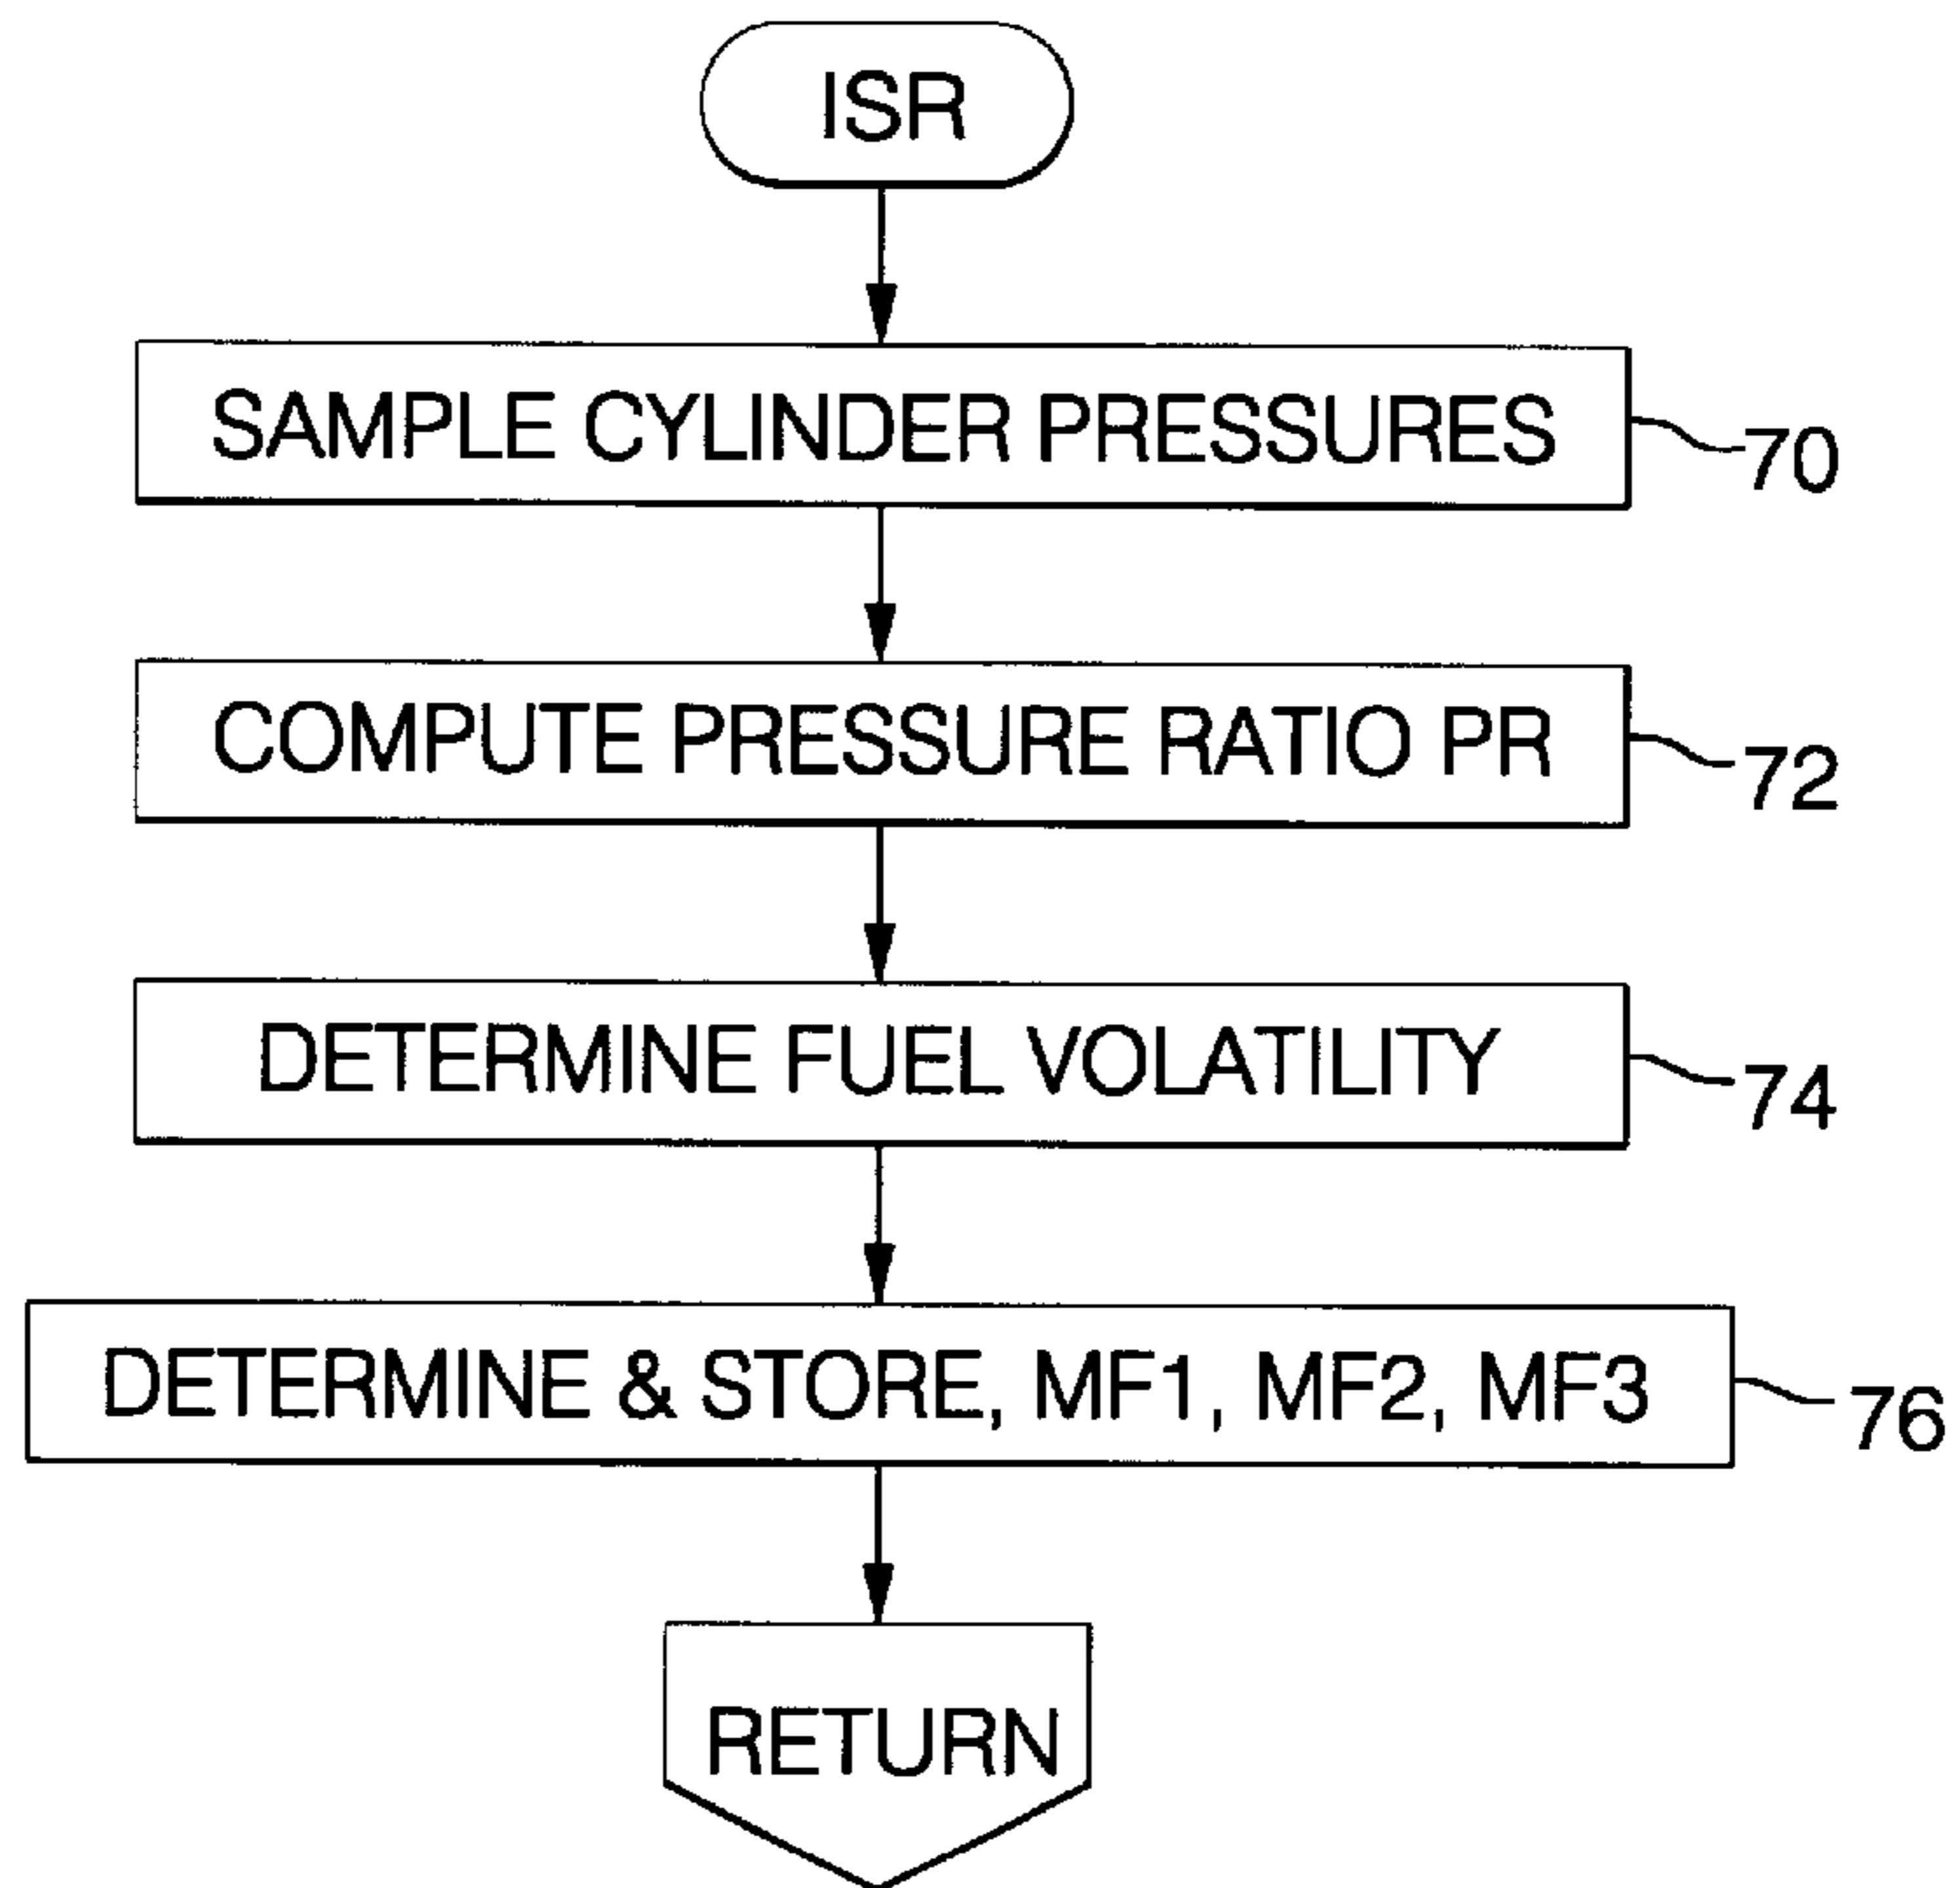 ISR
SAMPLE CYLINDER PRESSURES
70
COMPUTE PRESSURE RATIO PR
72
DETERMINE FUEL VOLATILITY
74
DETERMINE & STORE, MF1, MF2, MF3
76
RETURN